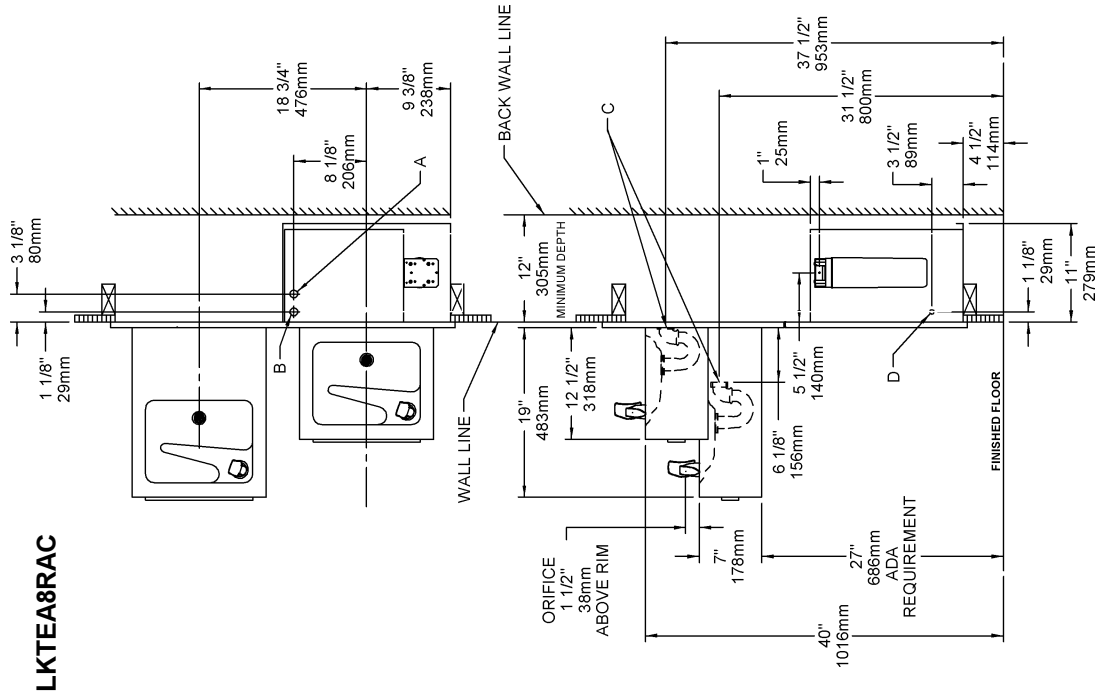 LKTEA8RAC
3 1/8"
80mm
1 1/8"
29mm
18 3/4"
476mm
9 3/8"
238mm
8 1/8"
206mm
A
B
WALL LINE
BACK WALL LINE
12"
305mm
MINIMUM DEPTH
C
37 1/2"
953mm
31 1/2"
800mm
1"
25mm
3 1/2"
89mm
4 1/2"
114mm
1 1/8"
29mm
11"
279mm
D
5 1/2"
140mm
6 1/8"
156mm
12 1/2"
318mm
19"
483mm
ORIFICE
1 1/2"
38mm
ABOVE RIM
7"
178mm
27"
686mm
ADA
REQUIREMENT
40"
1016mm
FINISHED FLOOR